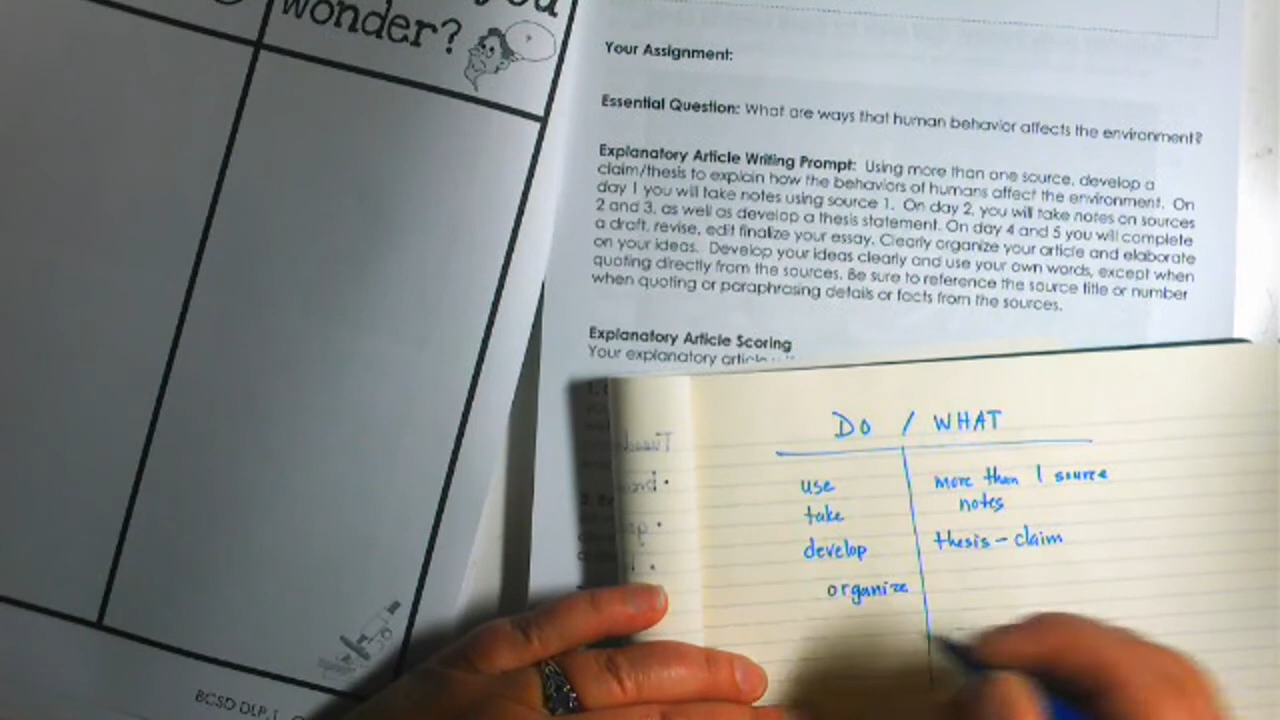 you
wonder?
?
Your Assignment:
Essential Question: What are ways that human behavior affects the environment?
Explanatory Article Writing Prompt: Using more than one source, develop a
claim/thesis to explain how the behaviors of humans affect the environment. On
day 1 you will take notes using source 1. On day 2, you will take notes on sources
2 and 3, as well as develop a thesis statement. On day 4 and 5 you will complete
a draft, revise, edit finalize your essay. Clearly organize your article and elaborate
on your ideas. Develop your ideas clearly and use your own words, except when
quoting directly from the sources. Be sure to reference the source title or number
when quoting or paraphrasing details or facts from the sources.
Explanatory Article Scoring
Your explanatory article
DO / WHAT
use more than 1 source
take notes
develop thesis - claim
organize
BCSD DLP,